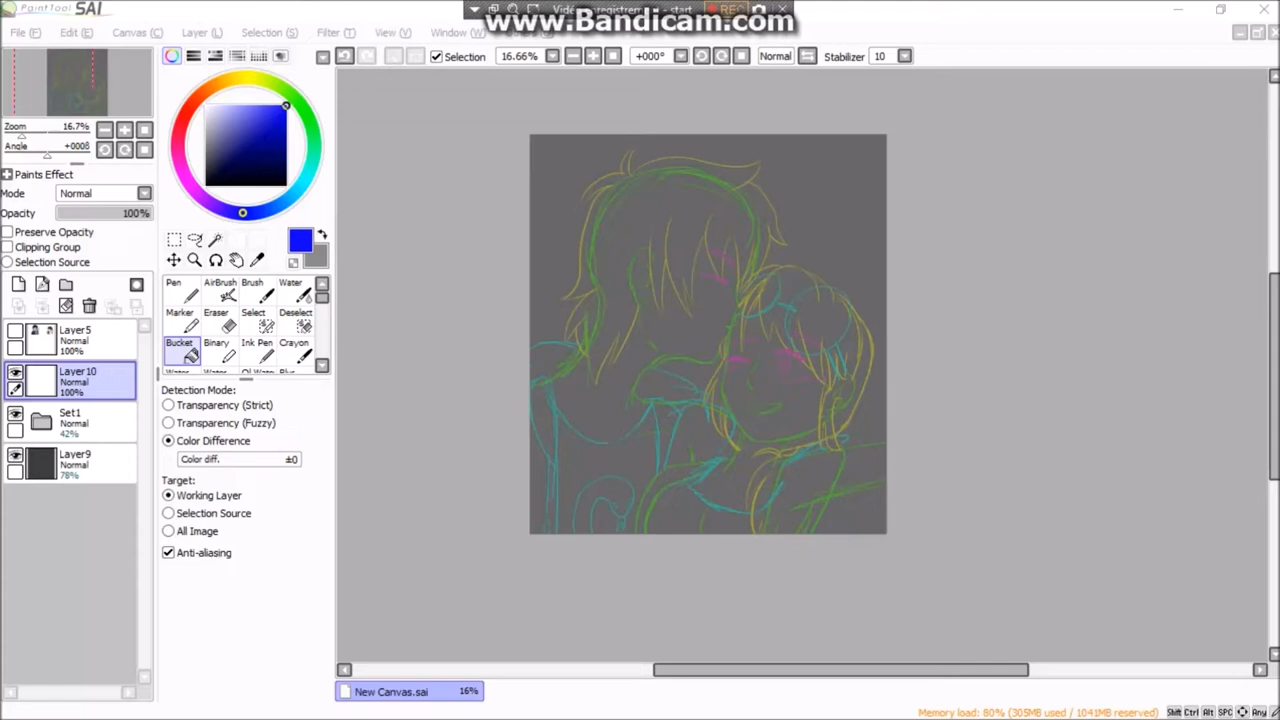 PaintTool SAI
www.Bandicam.com
File (F) Edit (E) Canvas (C) Layer (L) Selection (S) Filter (T) View (V) Window (W)
Selection 16.66% +000° Normal Stabilizer 10
Zoom 16.7%
Angle +000ß
Paints Effect
Mode Normal
Opacity 100%
Preserve Opacity
Clipping Group
Selection Source
Layer5
Normal
100%
Layer10
Normal
100%
Set1
Normal
42%
Layer9
Normal
78%
Pen AirBrush Brush Water
Marker Eraser Select Deselect
Bucket Binary Ink Pen Crayon
Detection Mode:
Transparency (Strict)
Transparency (Fuzzy)
Color Difference
Color diff. ±0
Target:
Working Layer
Selection Source
All Image
Anti-aliasing
New Canvas.sai 16%
Memory load: 80% (305MB used / 1041MB reserved) Shift Ctrl Alt SPC Any